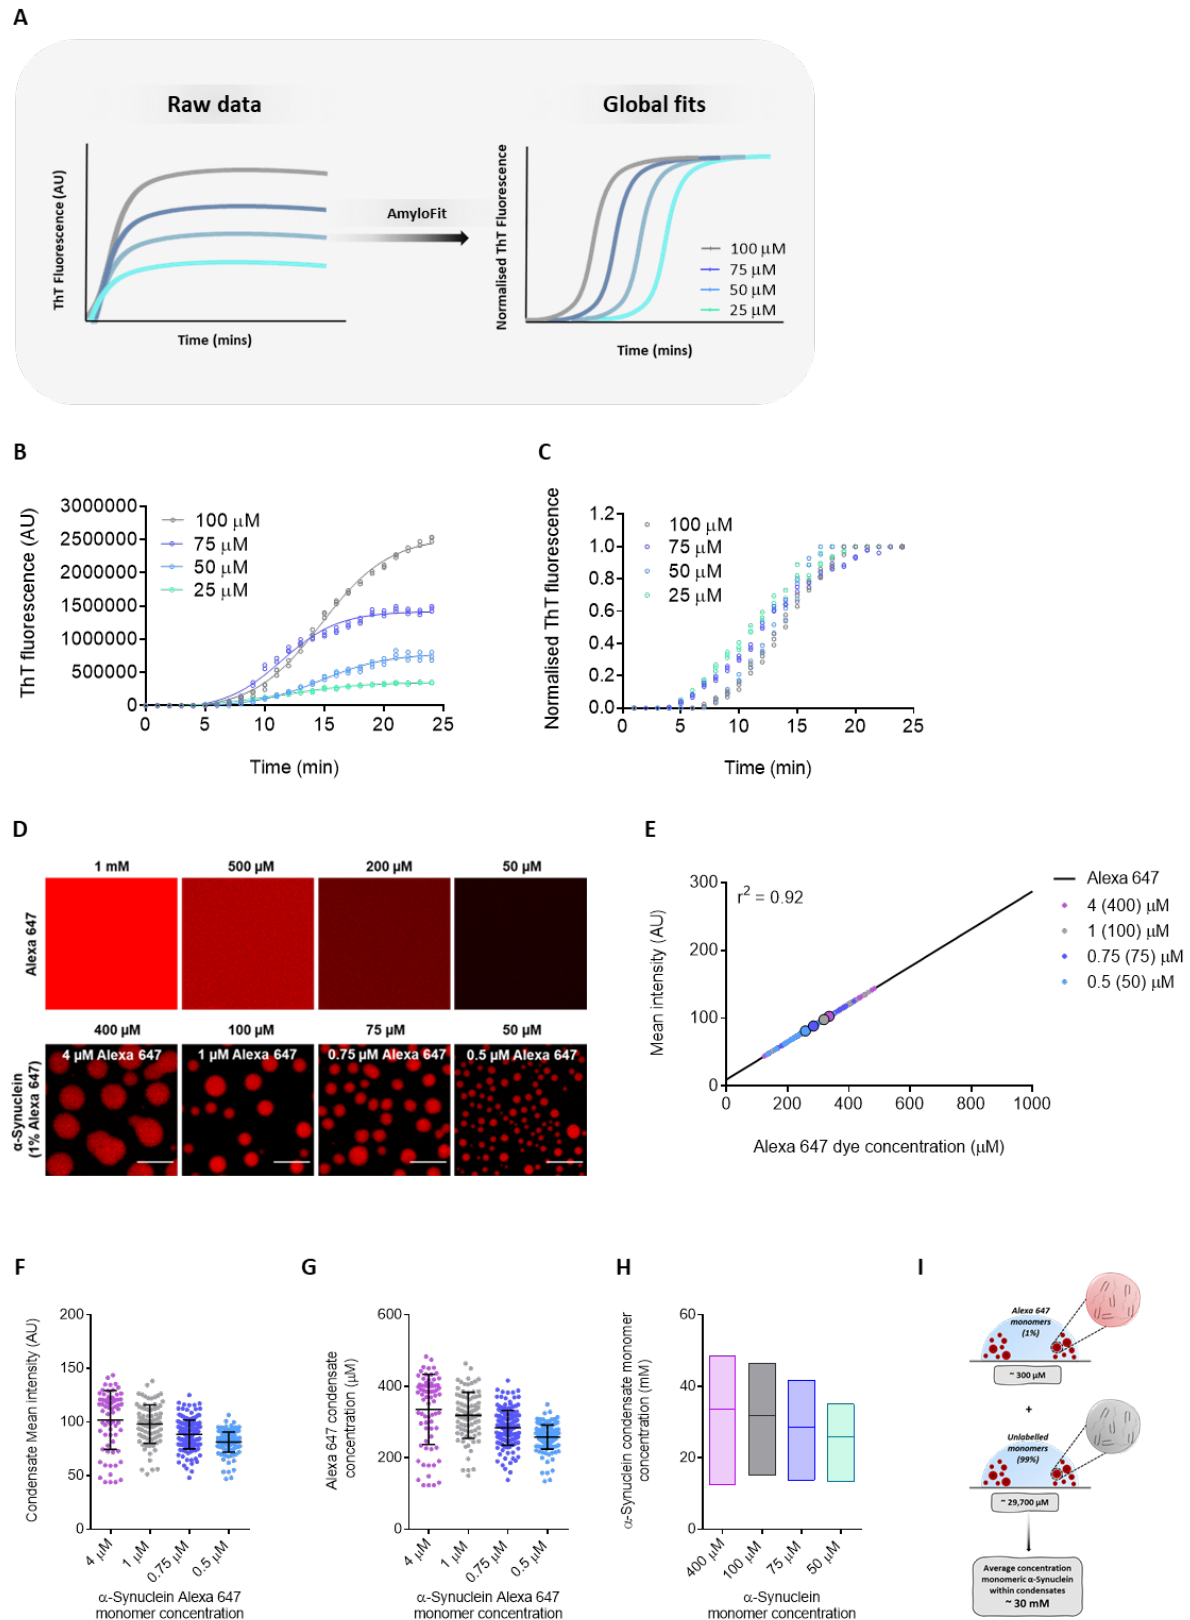 A
Raw data
Global fits
ThT Fluorescence (AU)
Time (mins)
AmyloFit
Normalised ThT Fluorescence
100 µM
75 µM
50 µM
25 µM
Time (mins)
B
ThT fluorescence (AU)
3000000
2500000
2000000
1500000
1000000
500000
0
100 µM
75 µM
50 µM
25 µM
0 5 10 15 20 25
Time (min)
C
Normalised ThT fluorescence
1.2
1.0
0.8
0.6
0.4
0.2
0.0
100 µM
75 µM
50 µM
25 µM
0 5 10 15 20 25
Time (min)
D
1 mM 500 µM 200 µM 50 µM
Alexa 647
400 µM 100 µM 75 µM 50 µM
4 µM Alexa 647 1 µM Alexa 647 0.75 µM Alexa 647 0.5 µM Alexa 647
α-Synuclein
(1% Alexa 647)
E
Mean intensity (AU)
300
200
100
0
r² = 0.92
Alexa 647
4 (400) µM
1 (100) µM
0.75 (75) µM
0.5 (50) µM
0 200 400 600 800 1000
Alexa 647 dye concentration (µM)
F
Condensate Mean intensity (AU)
200
150
100
50
0
4 µM 1 µM 0.75 µM 0.5 µM
α-Synuclein Alexa 647
monomer concentration
G
Alexa 647 condensate
concentration (µM)
600
400
200
0
4 µM 1 µM 0.75 µM 0.5 µM
α-Synuclein Alexa 647
monomer concentration
H
α-Synuclein condensate monomer
concentration (mM)
60
40
20
0
400 µM 100 µM 75 µM 50 µM
α-Synuclein
monomer concentration
I
Alexa 647
monomers
(1%)
~ 300 µM
+
Unlabelled
monomers
(99%)
~ 29,700 µM
Average concentration
monomeric α-Synuclein
within condensates
~ 30 mM